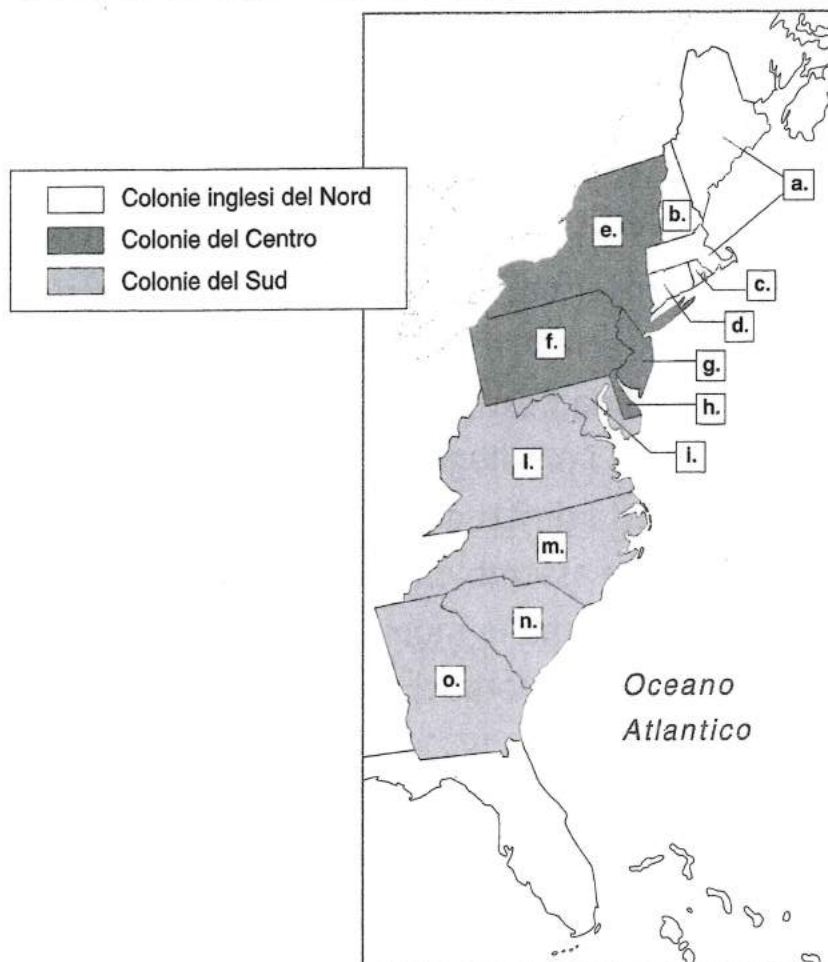 Colonie inglesi del Nord
Colonie del Centro
Colonie del Sud
a.
b.
e.
c.
d.
f.
g.
h.
i.
l.
m.
n.
o.
Oceano
Atlantico